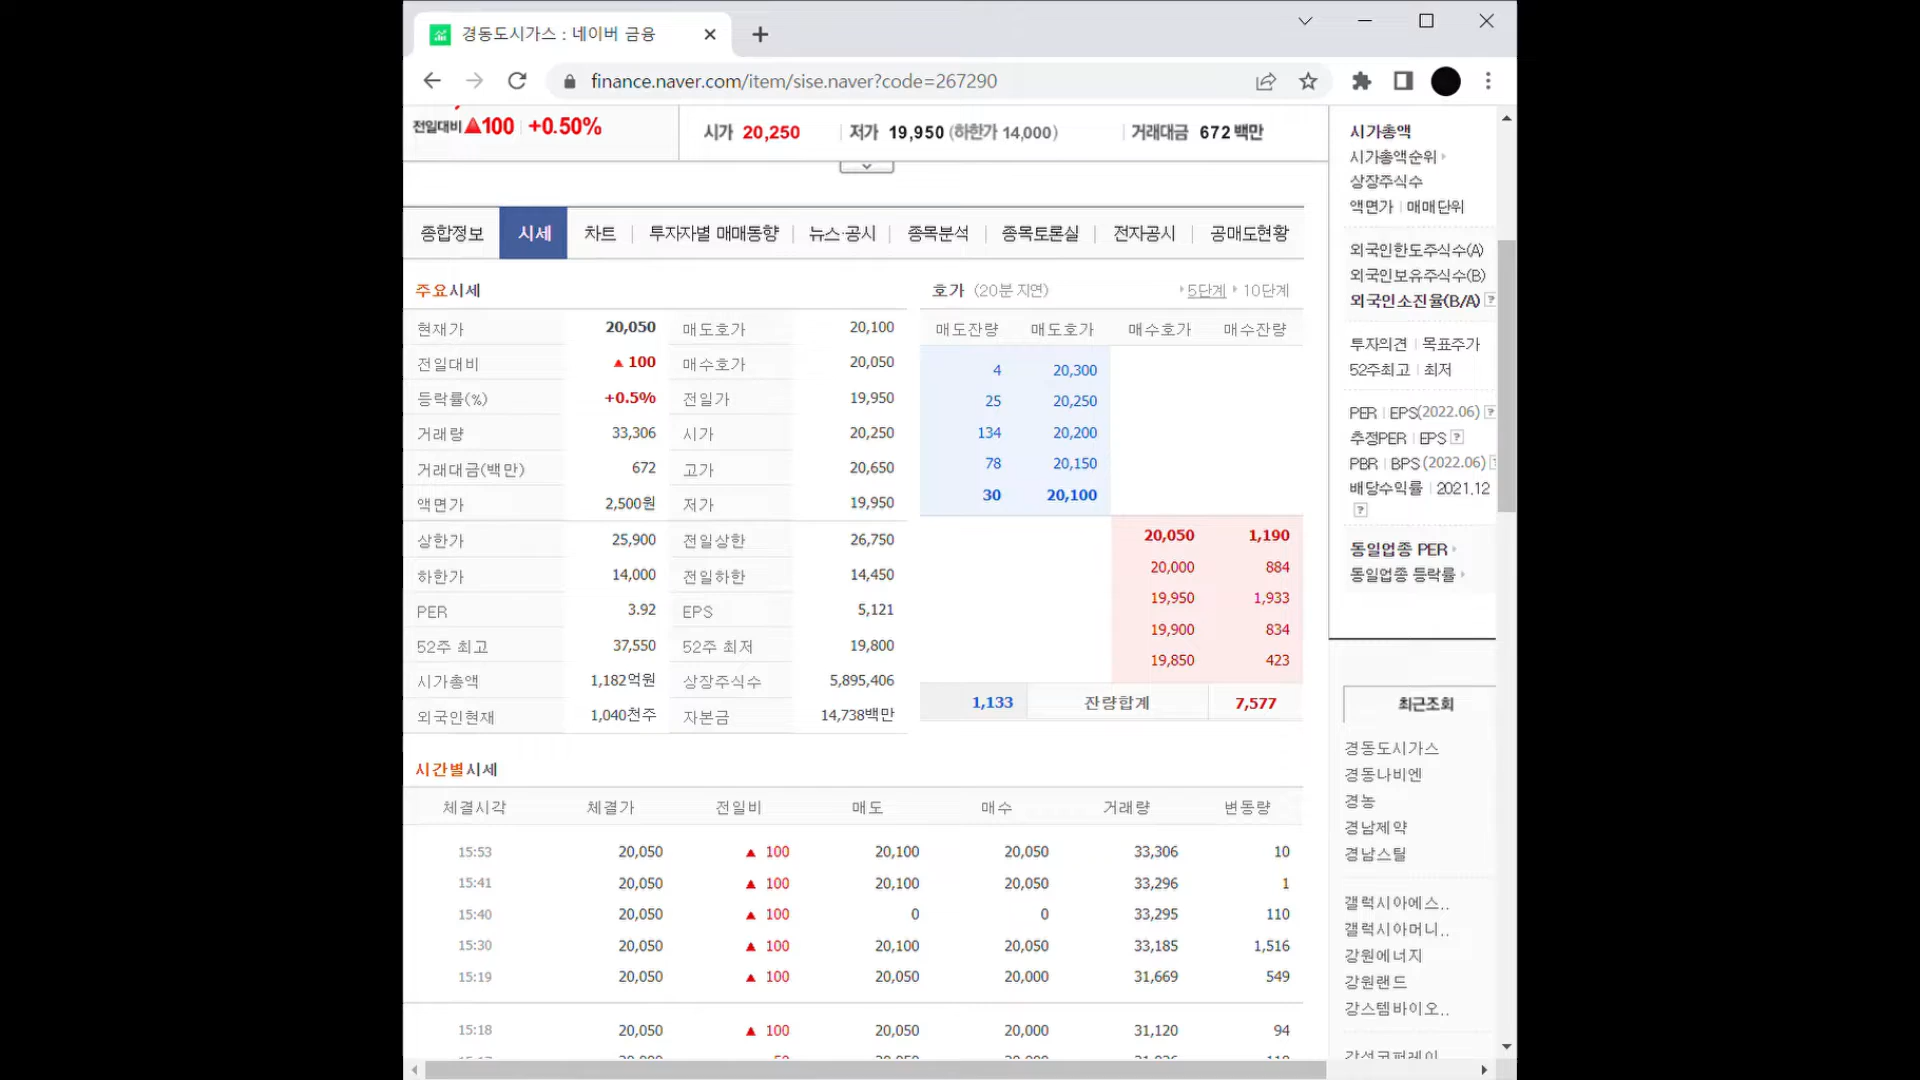 경동도시가스 : 네이버 금융
finance.naver.com/item/sise.naver?code=267290
전일대비 ▲100 +0.50%
시가 20,250 저가 19,950 (하한가 14,000) 거래대금 672 백만
종합정보 시세 차트 투자자별 매매동향 뉴스·공시 종목분석 종목토론실 전자공시 공매도현황
주요시세
현재가 20,050 매도호가 20,100
전일대비 ▲ 100 매수호가 20,050
등락률(%) +0.5% 전일가 19,950
거래량 33,306 시가 20,250
거래대금(백만) 672 고가 20,650
액면가 2,500원 저가 19,950
상한가 25,900 전일상한 26,750
하한가 14,000 전일하한 14,450
PER 3.92 EPS 5,121
52주 최고 37,550 52주 최저 19,800
시가총액 1,182억원 상장주식수 5,895,406
외국인현재 1,040천주 자본금 14,738백만
호가 (20분 지연) 5단계 10단계
매도잔량 매도호가 매수호가 매수잔량
4 20,300
25 20,250
134 20,200
78 20,150
30 20,100
20,050 1,190
20,000 884
19,950 1,933
19,900 834
19,850 423
1,133 잔량합계 7,577
시간별시세
체결시각 체결가 전일비 매도 매수 거래량 변동량
15:53 20,050 ▲ 100 20,100 20,050 33,306 10
15:41 20,050 ▲ 100 20,100 20,050 33,296 1
15:40 20,050 ▲ 100 0 0 33,295 110
15:30 20,050 ▲ 100 20,100 20,050 33,185 1,516
15:19 20,050 ▲ 100 20,050 20,000 31,669 549
15:18 20,050 ▲ 100 20,050 20,000 31,120 94
시가총액
시가총액순위
상장주식수
액면가 | 매매단위
외국인한도주식수(A)
외국인보유주식수(B)
외국인소진율(B/A) ?
투자의견 | 목표주가
52주최고 | 최저
PER | EPS(2022.06) ?
추정PER | EPS ?
PBR | BPS (2022.06) ?
배당수익률 | 2021.12
?
동일업종 PER
동일업종 등락률
최근조회
경동도시가스
경동나비엔
경농
경남제약
경남스틸
갤럭시아에스..
갤럭시아머니..
강원에너지
강원랜드
강스템바이오..